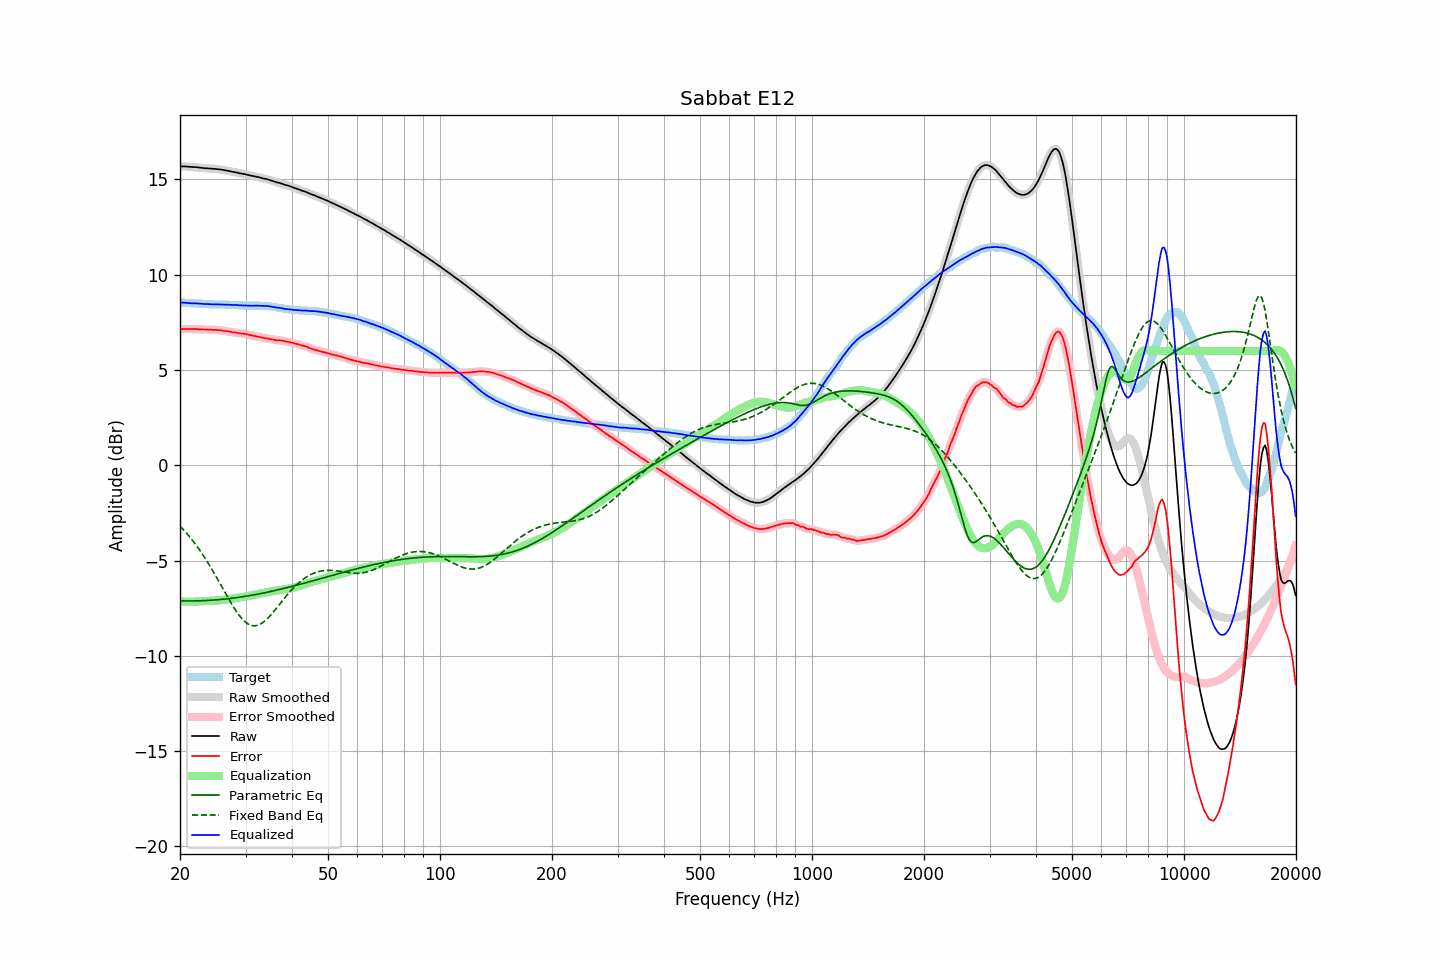 Sabbat E12
Amplitude (dBr)
15
10
5
0
−5
−10
−15
−20
Target
Raw Smoothed
Error Smoothed
Raw
Error
Equalization
Parametric Eq
Fixed Band Eq
Equalized
20 50 100 200 500 1000 2000 5000 10000 20000
Frequency (Hz)